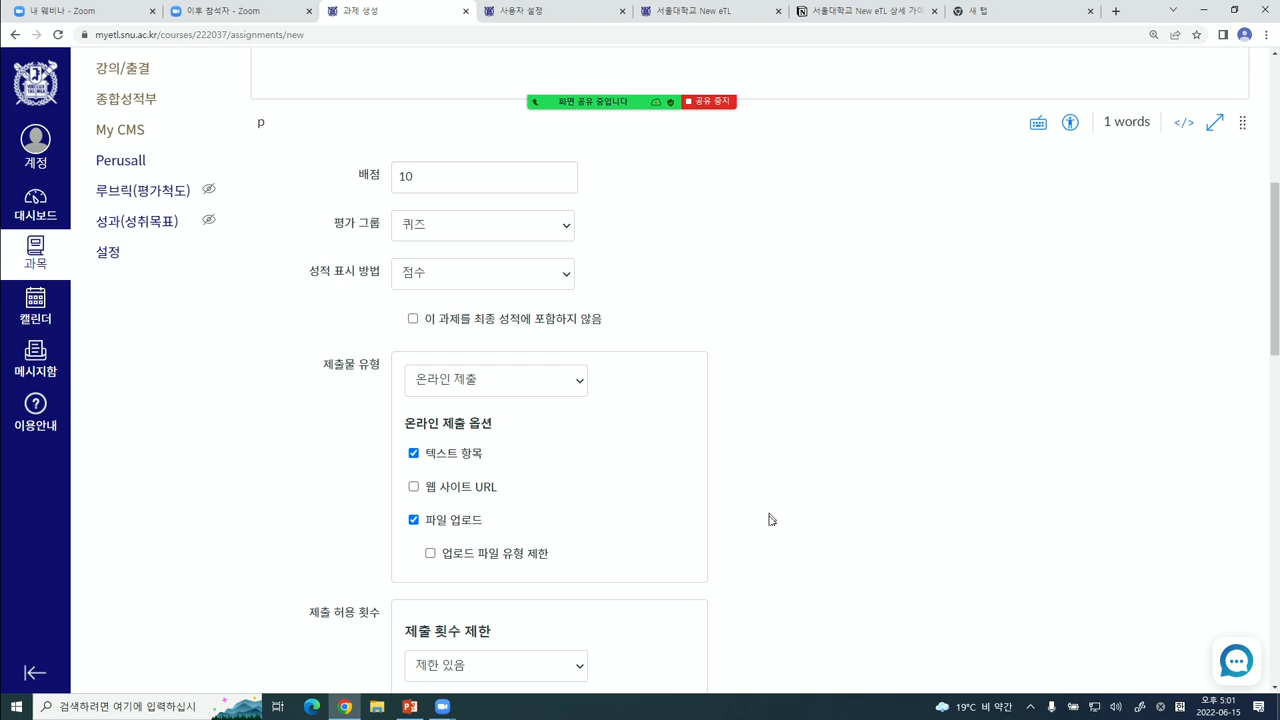 내 웨비나 - Zoom
이후 참석자 - Zoom
과제 생성
사용자 설정
서울대학교 New eTL
서울대학교 New eTL 상세 가이
새 탭
myetl.snu.ac.kr/courses/222037/assignments/new
화면 공유 중입니다
공유 중지
계정
대시보드
과목
캘린더
메시지함
이용안내
강의/출결
종합성적부
My CMS
Perusall
루브릭(평가척도)
성과(성취목표)
설정
p
1 words
</>
배점
10
평가 그룹
퀴즈
성적 표시 방법
점수
이 과제를 최종 성적에 포함하지 않음
제출물 유형
온라인 제출
온라인 제출 옵션
텍스트 항목
웹 사이트 URL
파일 업로드
업로드 파일 유형 제한
제출 허용 횟수
제출 횟수 제한
제한 있음
검색하려면 여기에 입력하십시
19°C 비 약간
오후 5:01
2022-06-15